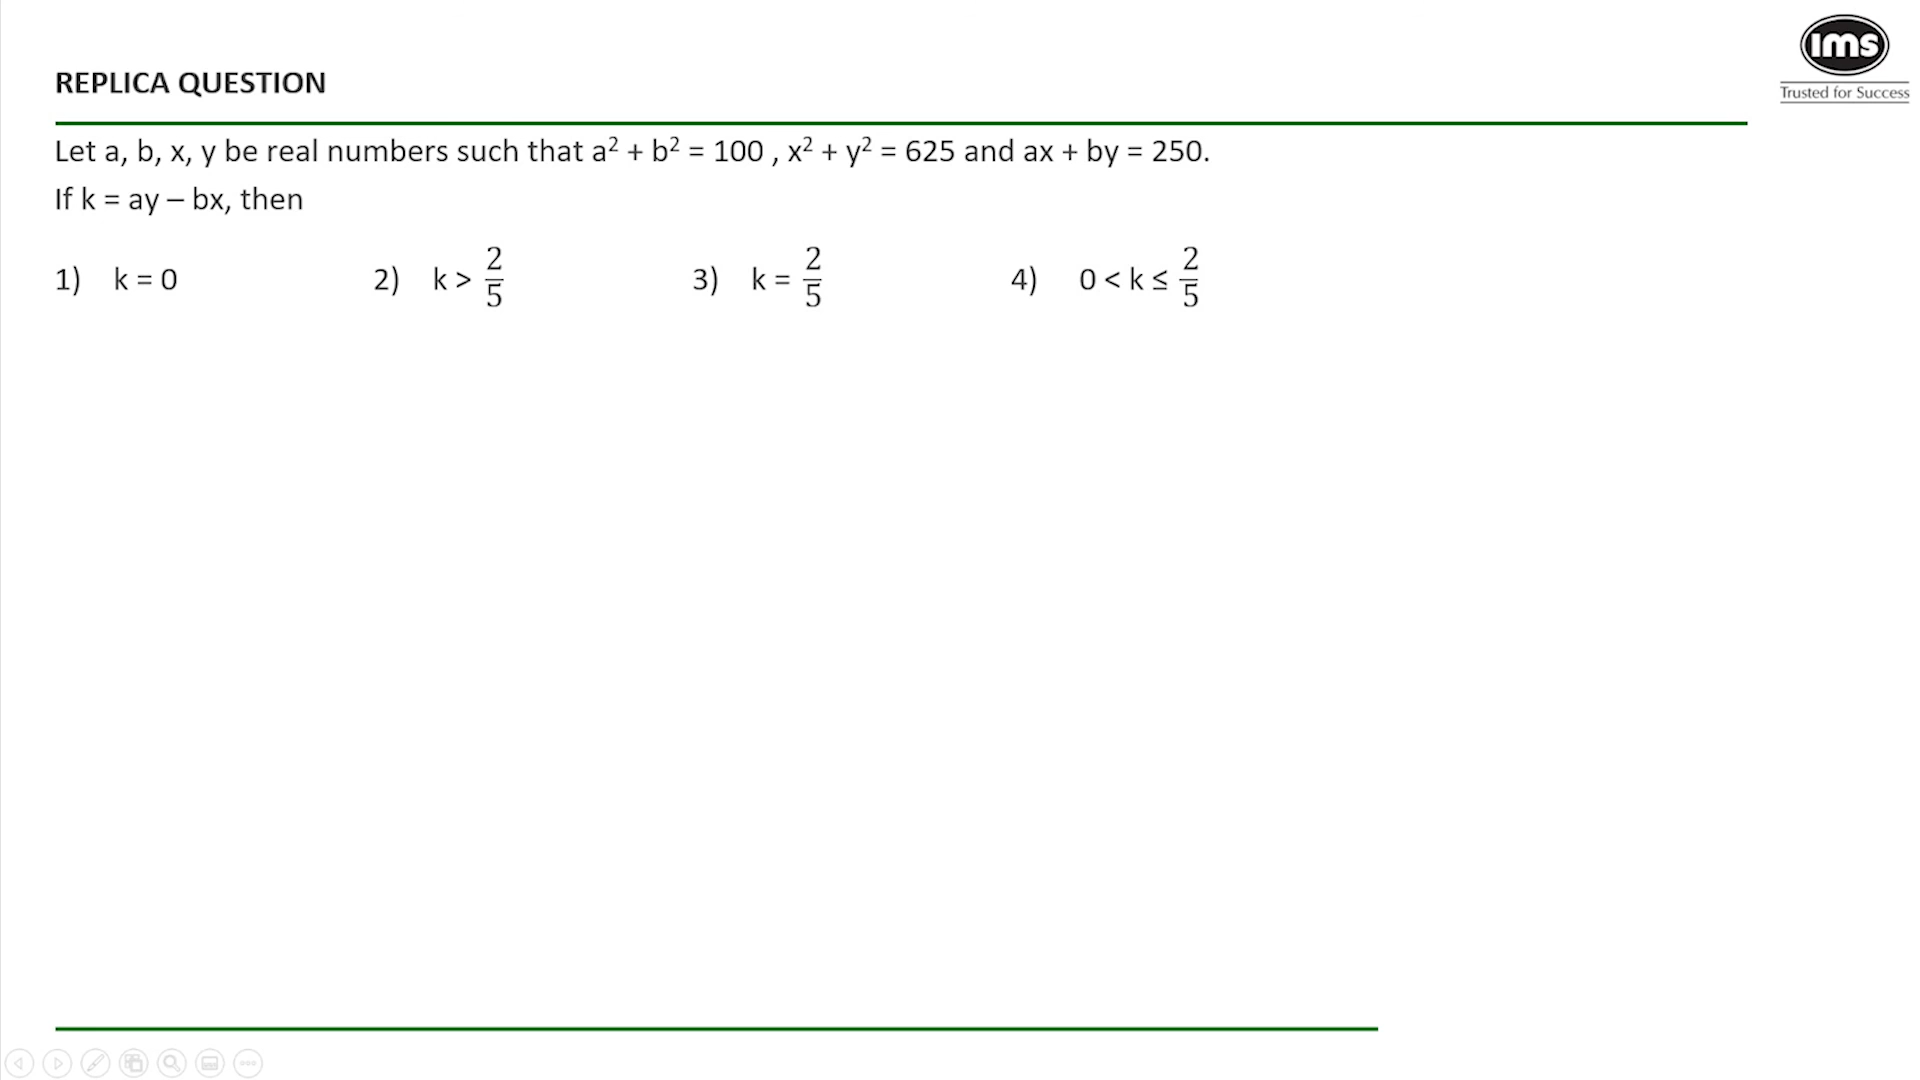 ims
Trusted for Success
REPLICA QUESTION
Let a, b, x, y be real numbers such that a² + b² = 100 , x² + y² = 625 and ax + by = 250.
If k = ay – bx, then
1) k = 0 2) k > 2/5 3) k = 2/5 4) 0 < k ≤ 2/5